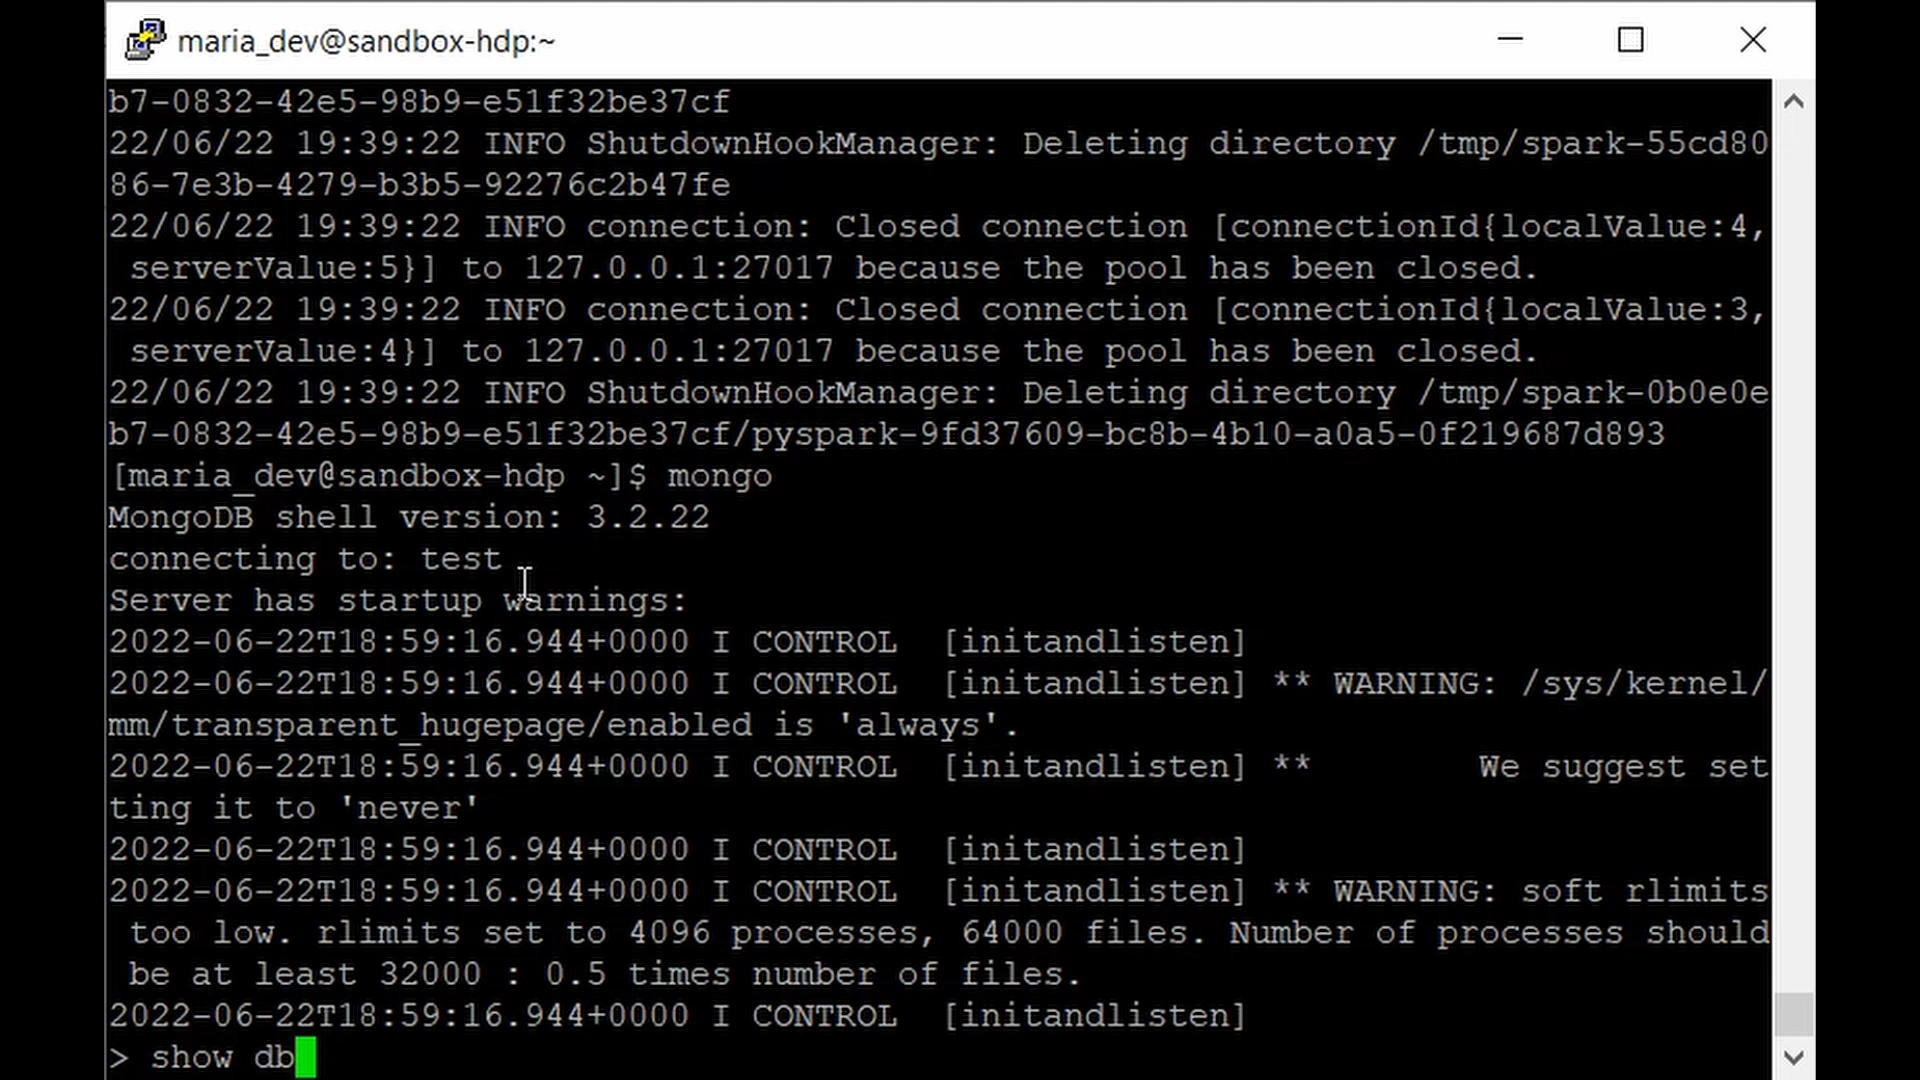 maria_dev@sandbox-hdp:~
b7-0832-42e5-98b9-e51f32be37cf
22/06/22 19:39:22 INFO ShutdownHookManager: Deleting directory /tmp/spark-55cd80
86-7e3b-4279-b3b5-92276c2b47fe
22/06/22 19:39:22 INFO connection: Closed connection [connectionId{localValue:4,
 serverValue:5}] to 127.0.0.1:27017 because the pool has been closed.
22/06/22 19:39:22 INFO connection: Closed connection [connectionId{localValue:3,
 serverValue:4}] to 127.0.0.1:27017 because the pool has been closed.
22/06/22 19:39:22 INFO ShutdownHookManager: Deleting directory /tmp/spark-0b0e0e
b7-0832-42e5-98b9-e51f32be37cf/pyspark-9fd37609-bc8b-4b10-a0a5-0f219687d893
[maria_dev@sandbox-hdp ~]$ mongo
MongoDB shell version: 3.2.22
connecting to: test
Server has startup warnings:
2022-06-22T18:59:16.944+0000 I CONTROL  [initandlisten]
2022-06-22T18:59:16.944+0000 I CONTROL  [initandlisten] ** WARNING: /sys/kernel/
mm/transparent_hugepage/enabled is 'always'.
2022-06-22T18:59:16.944+0000 I CONTROL  [initandlisten] **        We suggest set
ting it to 'never'
2022-06-22T18:59:16.944+0000 I CONTROL  [initandlisten]
2022-06-22T18:59:16.944+0000 I CONTROL  [initandlisten] ** WARNING: soft rlimits
 too low. rlimits set to 4096 processes, 64000 files. Number of processes should
 be at least 32000 : 0.5 times number of files.
2022-06-22T18:59:16.944+0000 I CONTROL  [initandlisten]
> show db